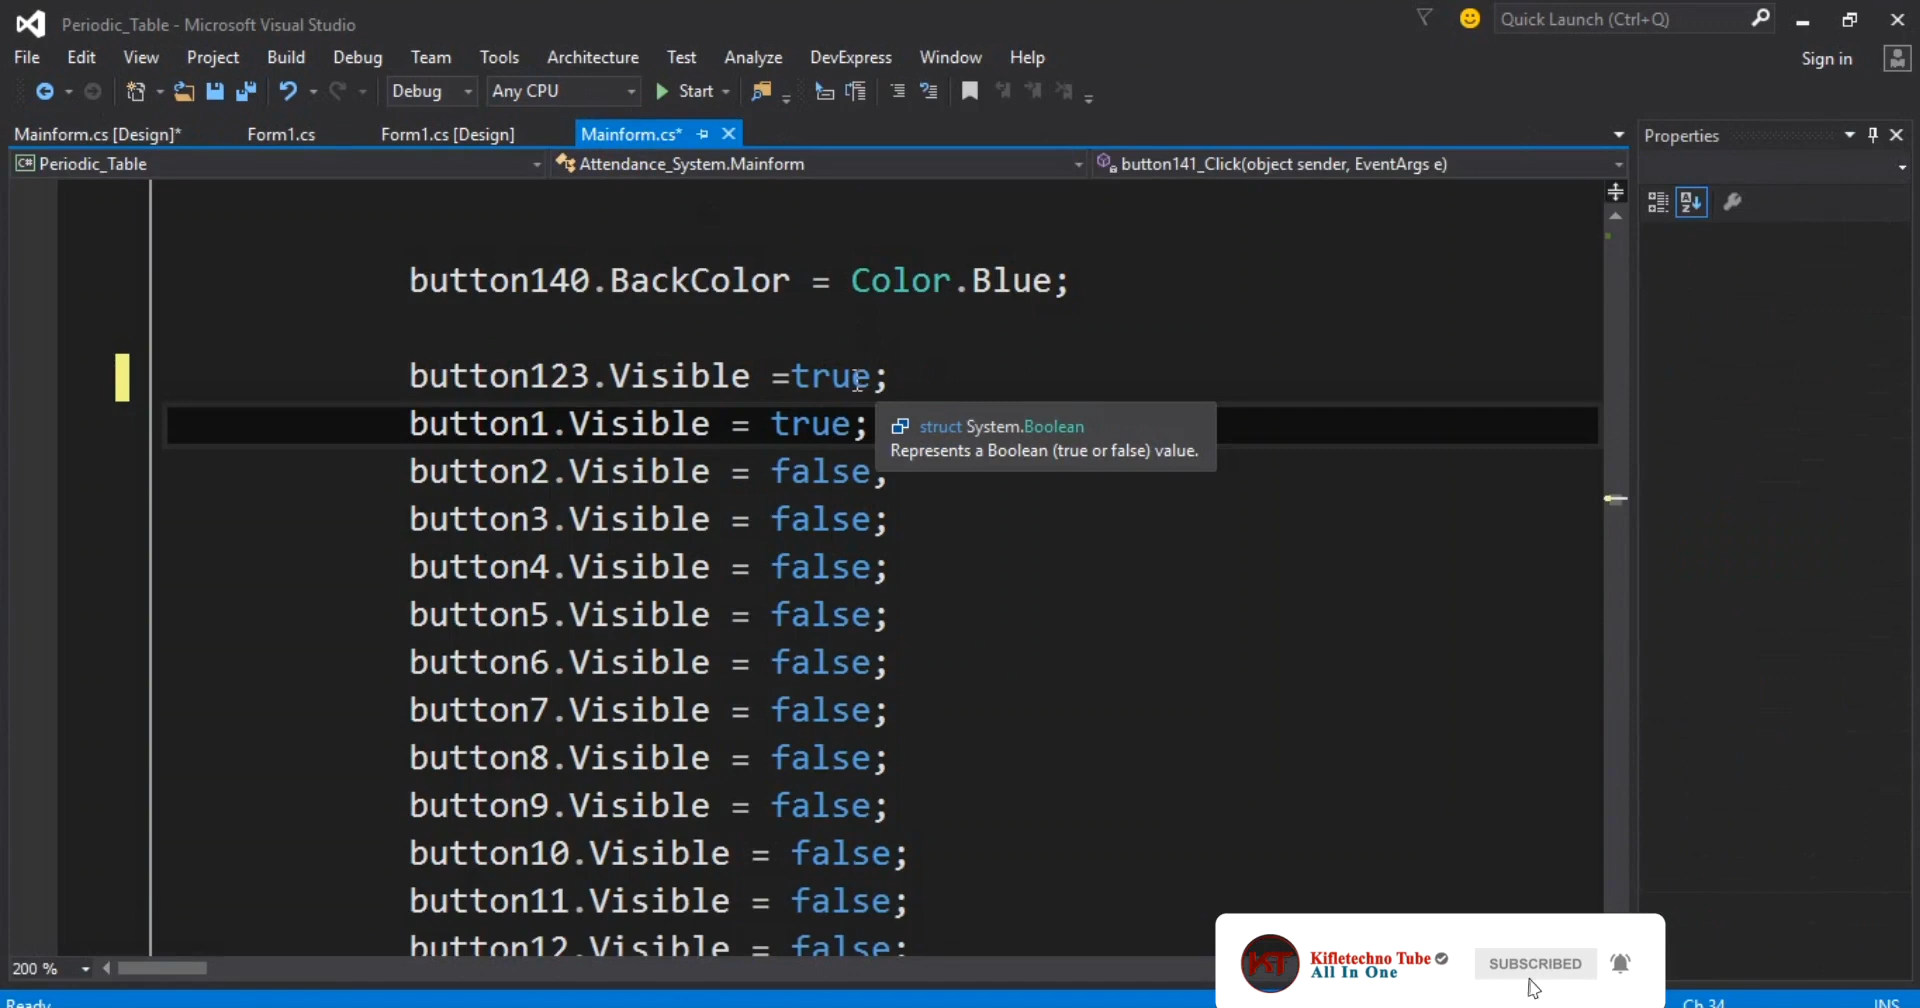 Periodic_Table - Microsoft Visual Studio
Quick Launch (Ctrl+Q)
File Edit View Project Build Debug Team Tools Architecture Test Analyze DevExpress Window Help
Sign in
Debug Any CPU Start
Mainform.cs [Design]* Form1.cs Form1.cs [Design] Mainform.cs*
Properties
C# Periodic_Table Attendance_System.Mainform button141_Click(object sender, EventArgs e)
button140.BackColor = Color.Blue;
button123.Visible =true;
button1.Visible = true;
struct System.Boolean
Represents a Boolean (true or false) value.
button2.Visible = false;
button3.Visible = false;
button4.Visible = false;
button5.Visible = false;
button6.Visible = false;
button7.Visible = false;
button8.Visible = false;
button9.Visible = false;
button10.Visible = false;
button11.Visible = false;
button12.Visible = false;
200 %
KT
Kifletechno Tube
All In One
SUBSCRIBED
Ready
Ch 34
INS